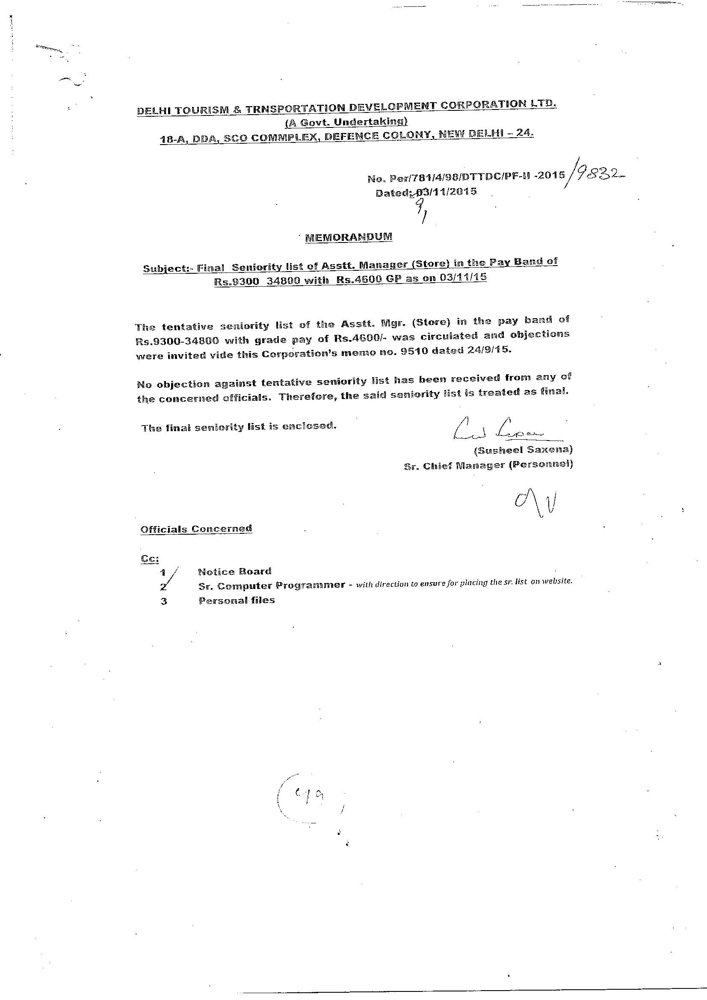 DELHI TOURISM & TRNSPORTATION DEVELOPMENT CORPORATION LTD.
(A Govt. Undertaking)
18-A, DDA, SCO COMMPLEX, DEFENCE COLONY, NEW DELHI – 24.
No. Per/781/4/98/DTTDC/PF-II -2015 /9832
Dated: 03/11/2015
9,
MEMORANDUM
Subject:- Final Seniority list of Asstt. Manager (Store) in the Pay Band of
Rs.9300 34800 with Rs.4600 GP as on 03/11/15
The tentative seniority list of the Asstt. Mgr. (Store) in the pay band of
Rs.9300-34800 with grade pay of Rs.4600/- was circulated and objections
were invited vide this Corporation's memo no. 9510 dated 24/9/15.
No objection against tentative seniority list has been received from any of
the concerned officials. Therefore, the said seniority list is treated as final.
The final seniority list is enclosed.
(Susheel Saxena)
Sr. Chief Manager (Personnel)
Officials Concerned
Cc:
1 Notice Board
2 Sr. Computer Programmer - with direction to ensure for placing the sr. list on website.
3 Personal files